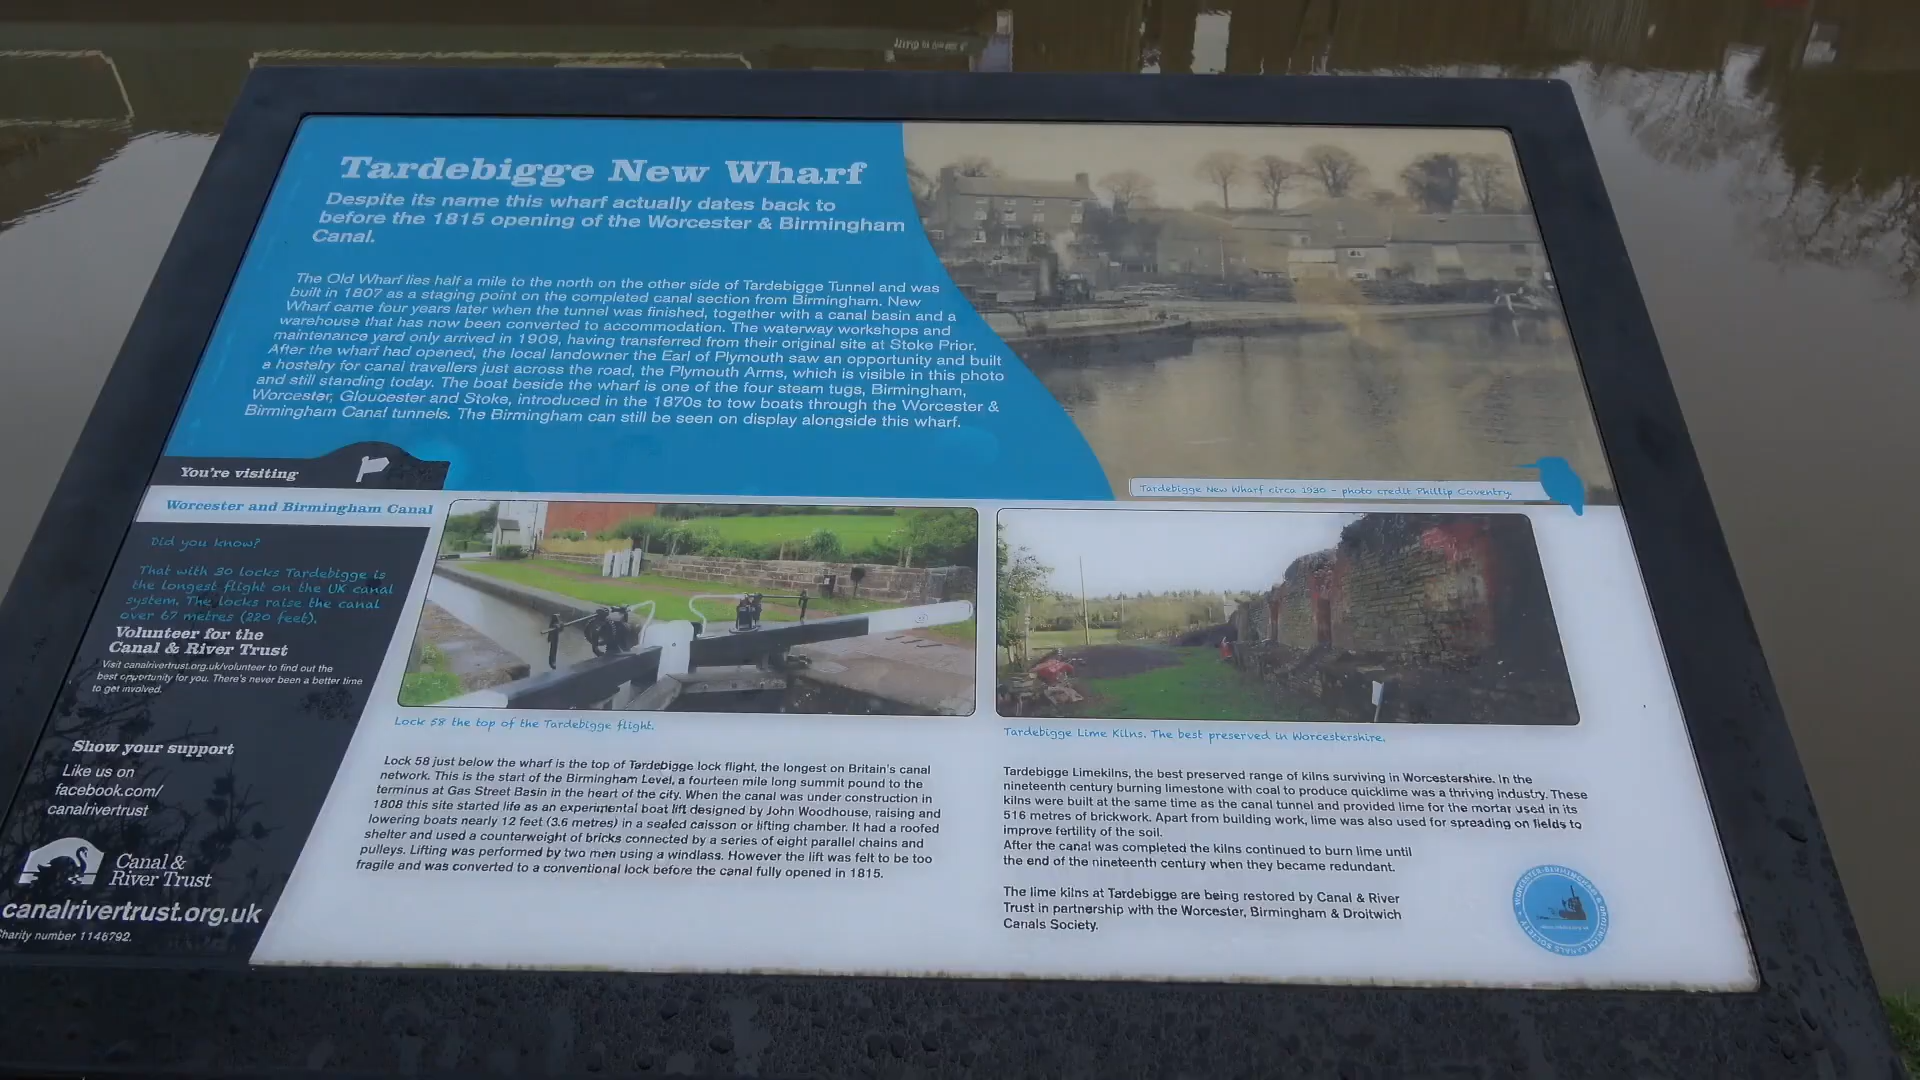 Tardebigge New Wharf
Despite its name this wharf actually dates back to
before the 1815 opening of the Worcester & Birmingham
Canal.
The Old Wharf lies half a mile to the north on the other side of Tardebigge Tunnel and was
built in 1807 as a staging point on the completed canal section from Birmingham. New
Wharf came four years later when the tunnel was finished, together with a canal basin and a
warehouse that has now been converted to accommodation. The waterway workshops and
maintenance yard only arrived in 1909, having transferred from their original site at Stoke Prior.
After the wharf had opened, the local landowner the Earl of Plymouth saw an opportunity and built
a hostelry for canal travellers just across the road, the Plymouth Arms, which is visible in this photo
and still standing today. The boat beside the wharf is one of the four steam tugs, Birmingham,
Worcester, Gloucester and Stoke, introduced in the 1870s to tow boats through the Worcester &
Birmingham Canal tunnels. The Birmingham can still be seen on display alongside this wharf.
Tardebigge New Wharf circa 1930 - photo credit Phillip Coventry
You're visiting
Worcester and Birmingham Canal
Did you know?
That with 30 locks Tardebigge is
the longest flight on the UK canal
system. The locks raise the canal
over 67 metres (220 feet).
Volunteer for the
Canal & River Trust
Visit canalrivertrust.org.uk/volunteer to find out the
best opportunity for you. There's never been a better time
to get involved.
Show your support
Like us on
facebook.com/
canalrivertrust
Canal &
River Trust
canalrivertrust.org.uk
Charity number 1146792.
Lock 58 the top of the Tardebigge flight.
Lock 58 just below the wharf is the top of Tardebigge lock flight, the longest on Britain's canal
network. This is the start of the Birmingham Level, a fourteen mile long summit pound to the
terminus at Gas Street Basin in the heart of the city. When the canal was under construction in
1808 this site started life as an experimental boat lift designed by John Woodhouse, raising and
lowering boats nearly 12 feet (3.6 metres) in a sealed caisson or lifting chamber. It had a roofed
shelter and used a counterweight of bricks connected by a series of eight parallel chains and
pulleys. Lifting was performed by two men using a windlass. However the lift was felt to be too
fragile and was converted to a conventional lock before the canal fully opened in 1815.
Tardebigge Lime Kilns. The best preserved in Worcestershire.
Tardebigge Limekilns, the best preserved range of kilns surviving in Worcestershire. In the
nineteenth century burning limestone with coal to produce quicklime was a thriving industry. These
kilns were built at the same time as the canal tunnel and provided lime for the mortar used in its
516 metres of brickwork. Apart from building work, lime was also used for spreading on fields to
improve fertility of the soil.
After the canal was completed the kilns continued to burn lime until
the end of the nineteenth century when they became redundant.
The lime kilns at Tardebigge are being restored by Canal & River
Trust in partnership with the Worcester, Birmingham & Droitwich
Canals Society.
WORCESTER-BIRMINGHAM & DROITWICH CANALS SOCIETY